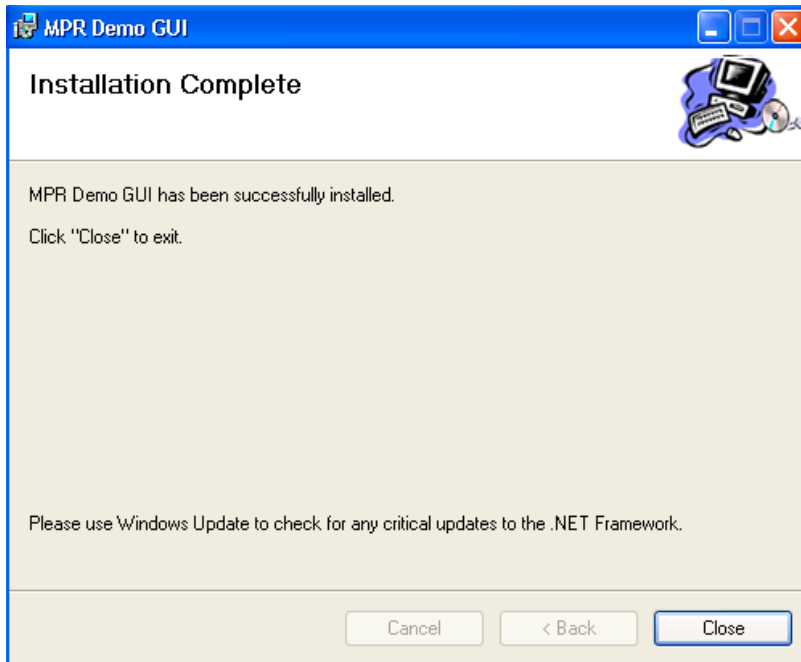 MPR Demo GUI
Installation Complete
MPR Demo GUI has been successfully installed.
Click "Close" to exit.
Please use Windows Update to check for any critical updates to the .NET Framework.
Cancel
< Back
Close